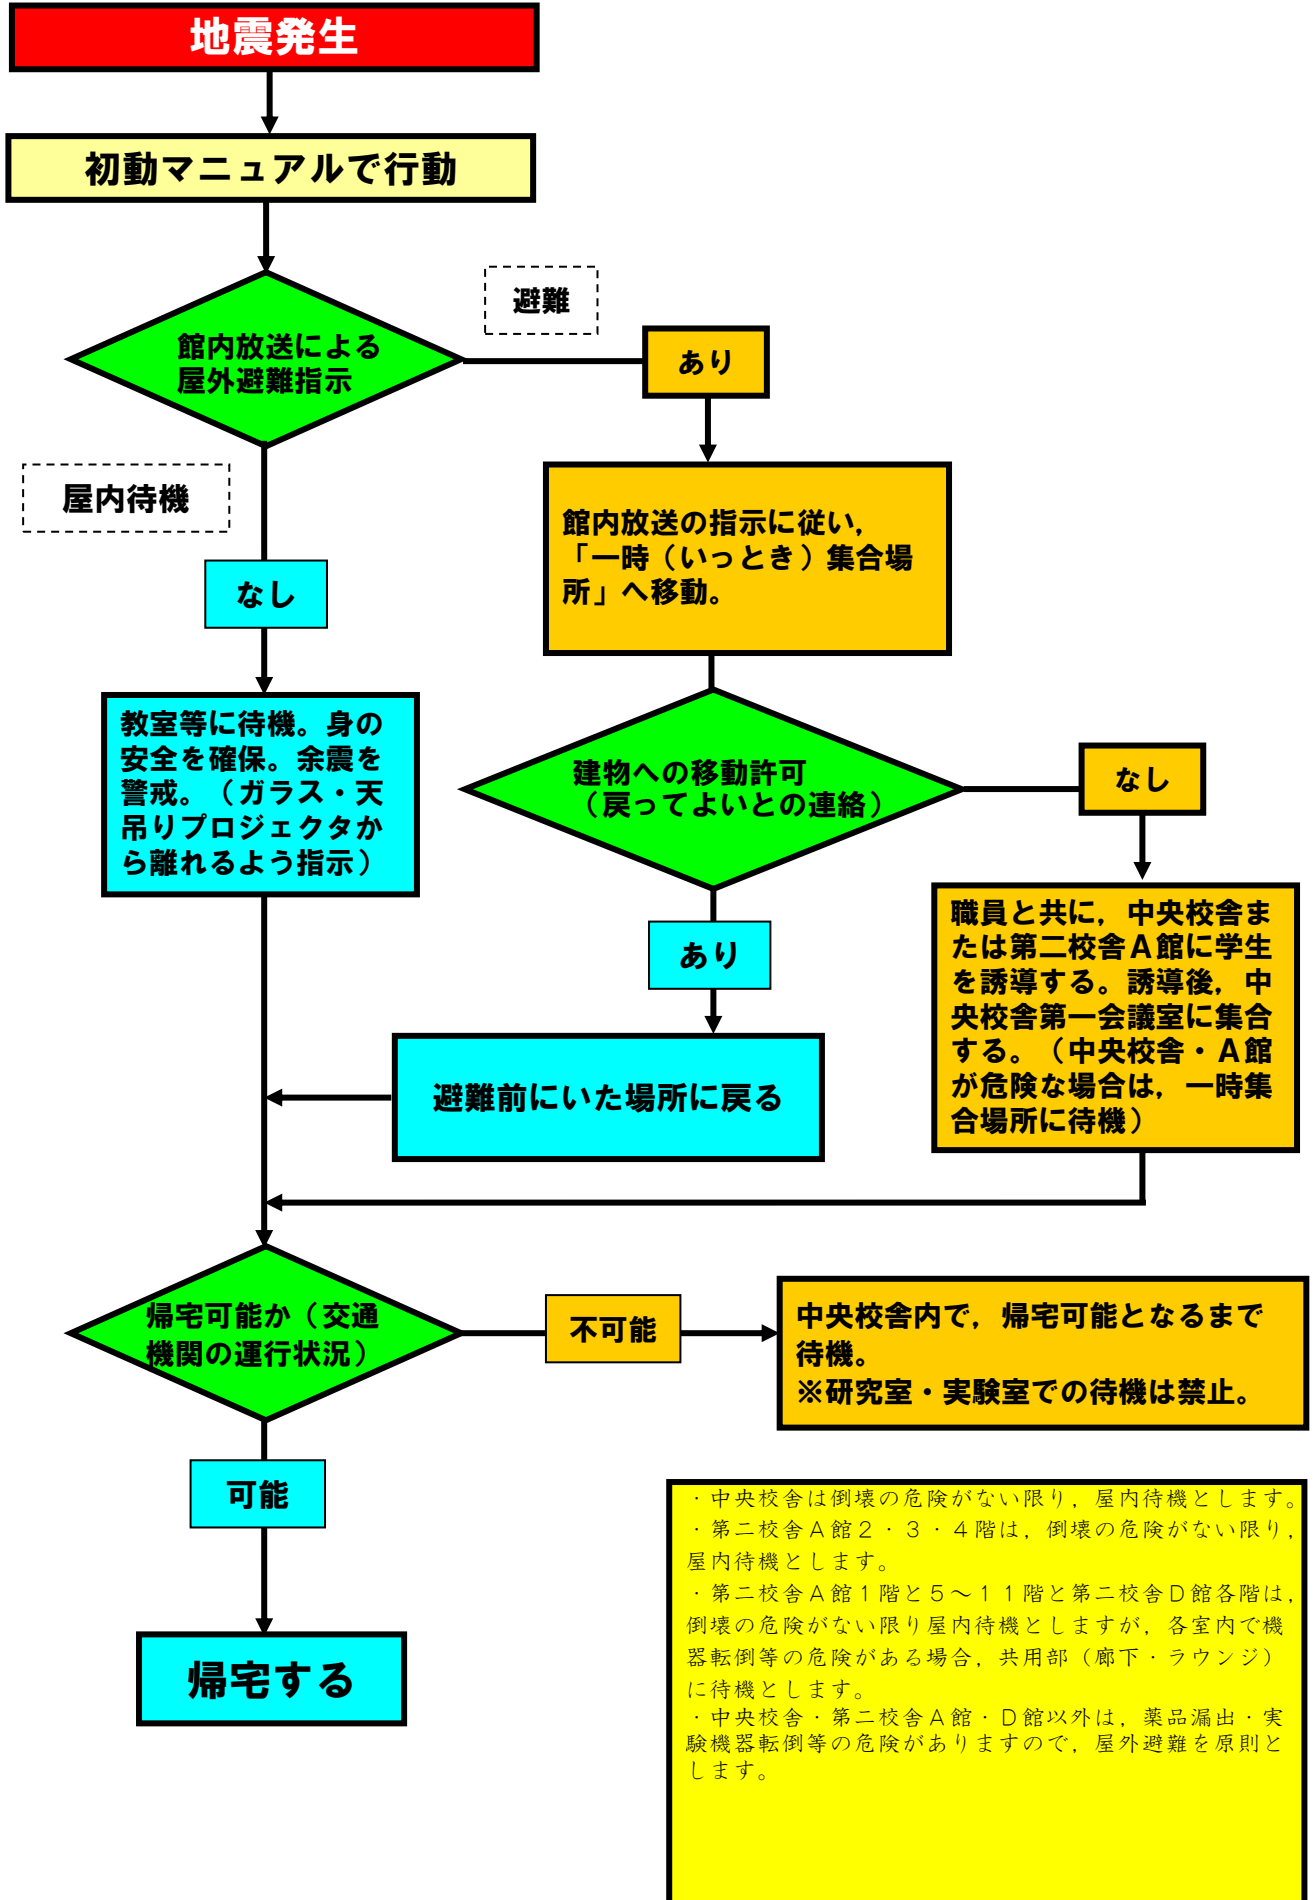 地震発生
初動マニュアルで行動
避難
館内放送による
屋外避難指示
あり
屋内待機
館内放送の指示に従い，
「一時（いっとき）集合場
所」へ移動。
なし
教室等に待機。身の
安全を確保。余震を
警戒。（ガラス・天
吊りプロジェクタか
ら離れるよう指示）
建物への移動許可
（戻ってよいとの連絡）
なし
職員と共に，中央校舎ま
たは第二校舎Ａ館に学生
を誘導する。誘導後，中
央校舎第一会議室に集合
する。（中央校舎・Ａ館
が危険な場合は，一時集
合場所に待機）
あり
避難前にいた場所に戻る
帰宅可能か（交通
機関の運行状況）
不可能
中央校舎内で，帰宅可能となるまで
待機。
※研究室・実験室での待機は禁止。
可能
帰宅する
・中央校舎は倒壊の危険がない限り，屋内待機とします。
・第二校舎Ａ館２・３・４階は，倒壊の危険がない限り，
屋内待機とします。
・第二校舎Ａ館１階と５～１１階と第二校舎Ｄ館各階は，
倒壊の危険がない限り屋内待機としますが，各室内で機
器転倒等の危険がある場合，共用部（廊下・ラウンジ）
に待機とします。
・中央校舎・第二校舎Ａ館・Ｄ館以外は，薬品漏出・実
験機器転倒等の危険がありますので，屋外避難を原則と
します。